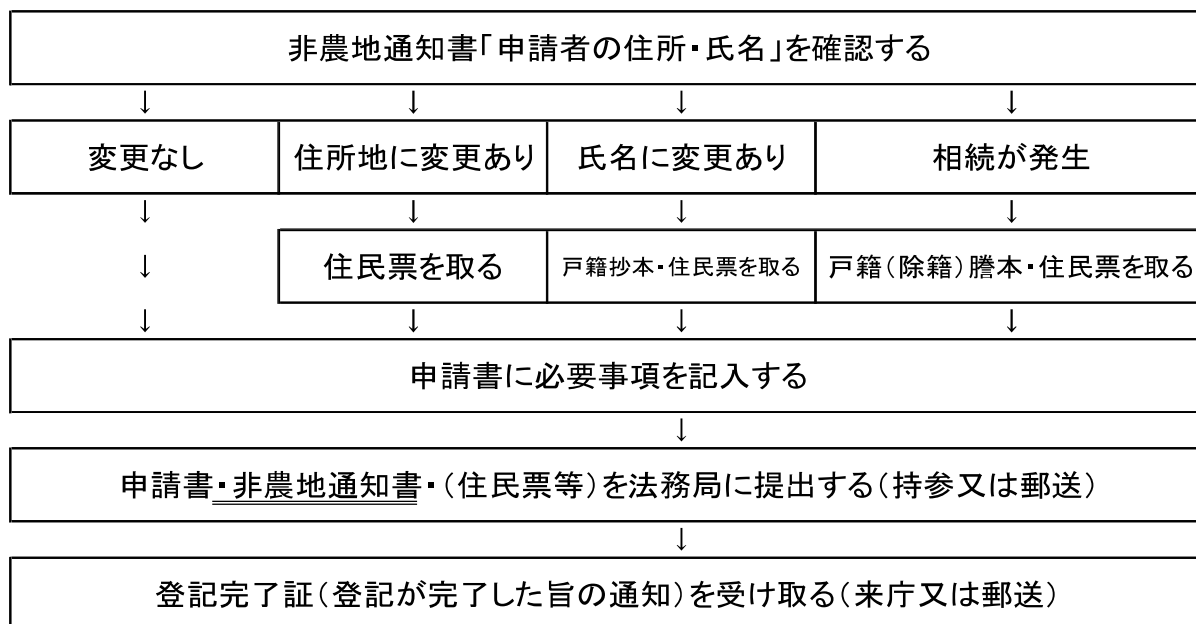 非農地通知書「申請者の住所・氏名」を確認する
↓ ↓ ↓ ↓
変更なし 住所地に変更あり 氏名に変更あり 相続が発生
↓ ↓ ↓ ↓
↓ 住民票を取る 戸籍抄本・住民票を取る 戸籍(除籍)謄本・住民票を取る
↓ ↓ ↓ ↓
申請書に必要事項を記入する
↓
申請書・非農地通知書・(住民票等)を法務局に提出する(持参又は郵送)
↓
登記完了証(登記が完了した旨の通知)を受け取る(来庁又は郵送)